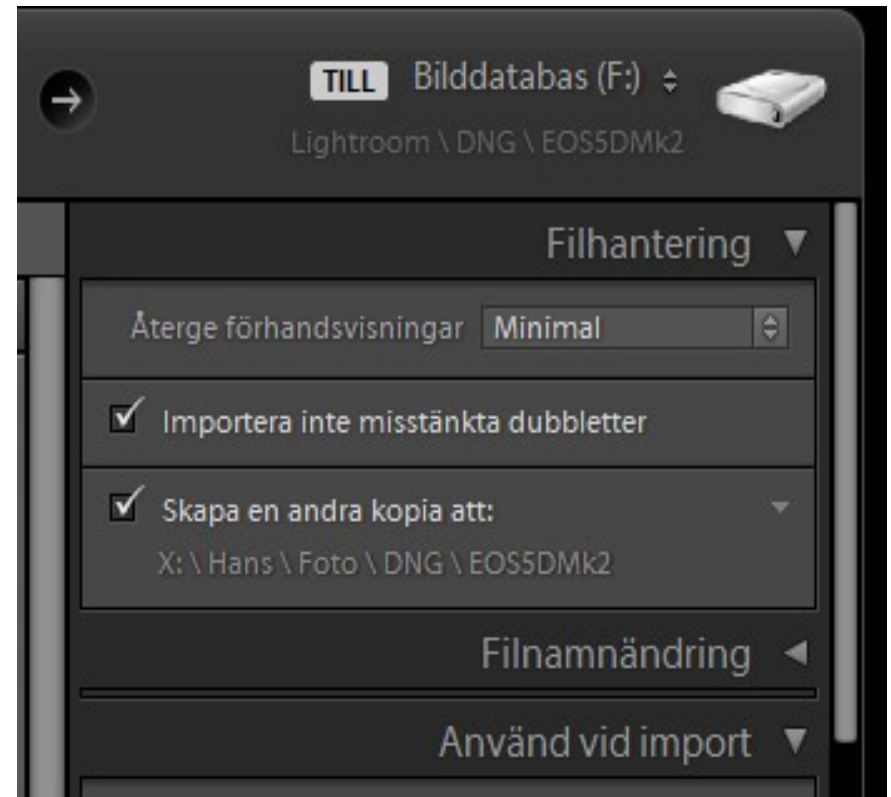 TILL Bilddatabas (F:)
Lightroom \ DNG \ EOS5DMk2
Filhantering
Återge förhandsvisningar Minimal
Importera inte misstänkta dubbletter
Skapa en andra kopia att:
X: \ Hans \ Foto \ DNG \ EOS5DMk2
Filnamnändring
Använd vid import